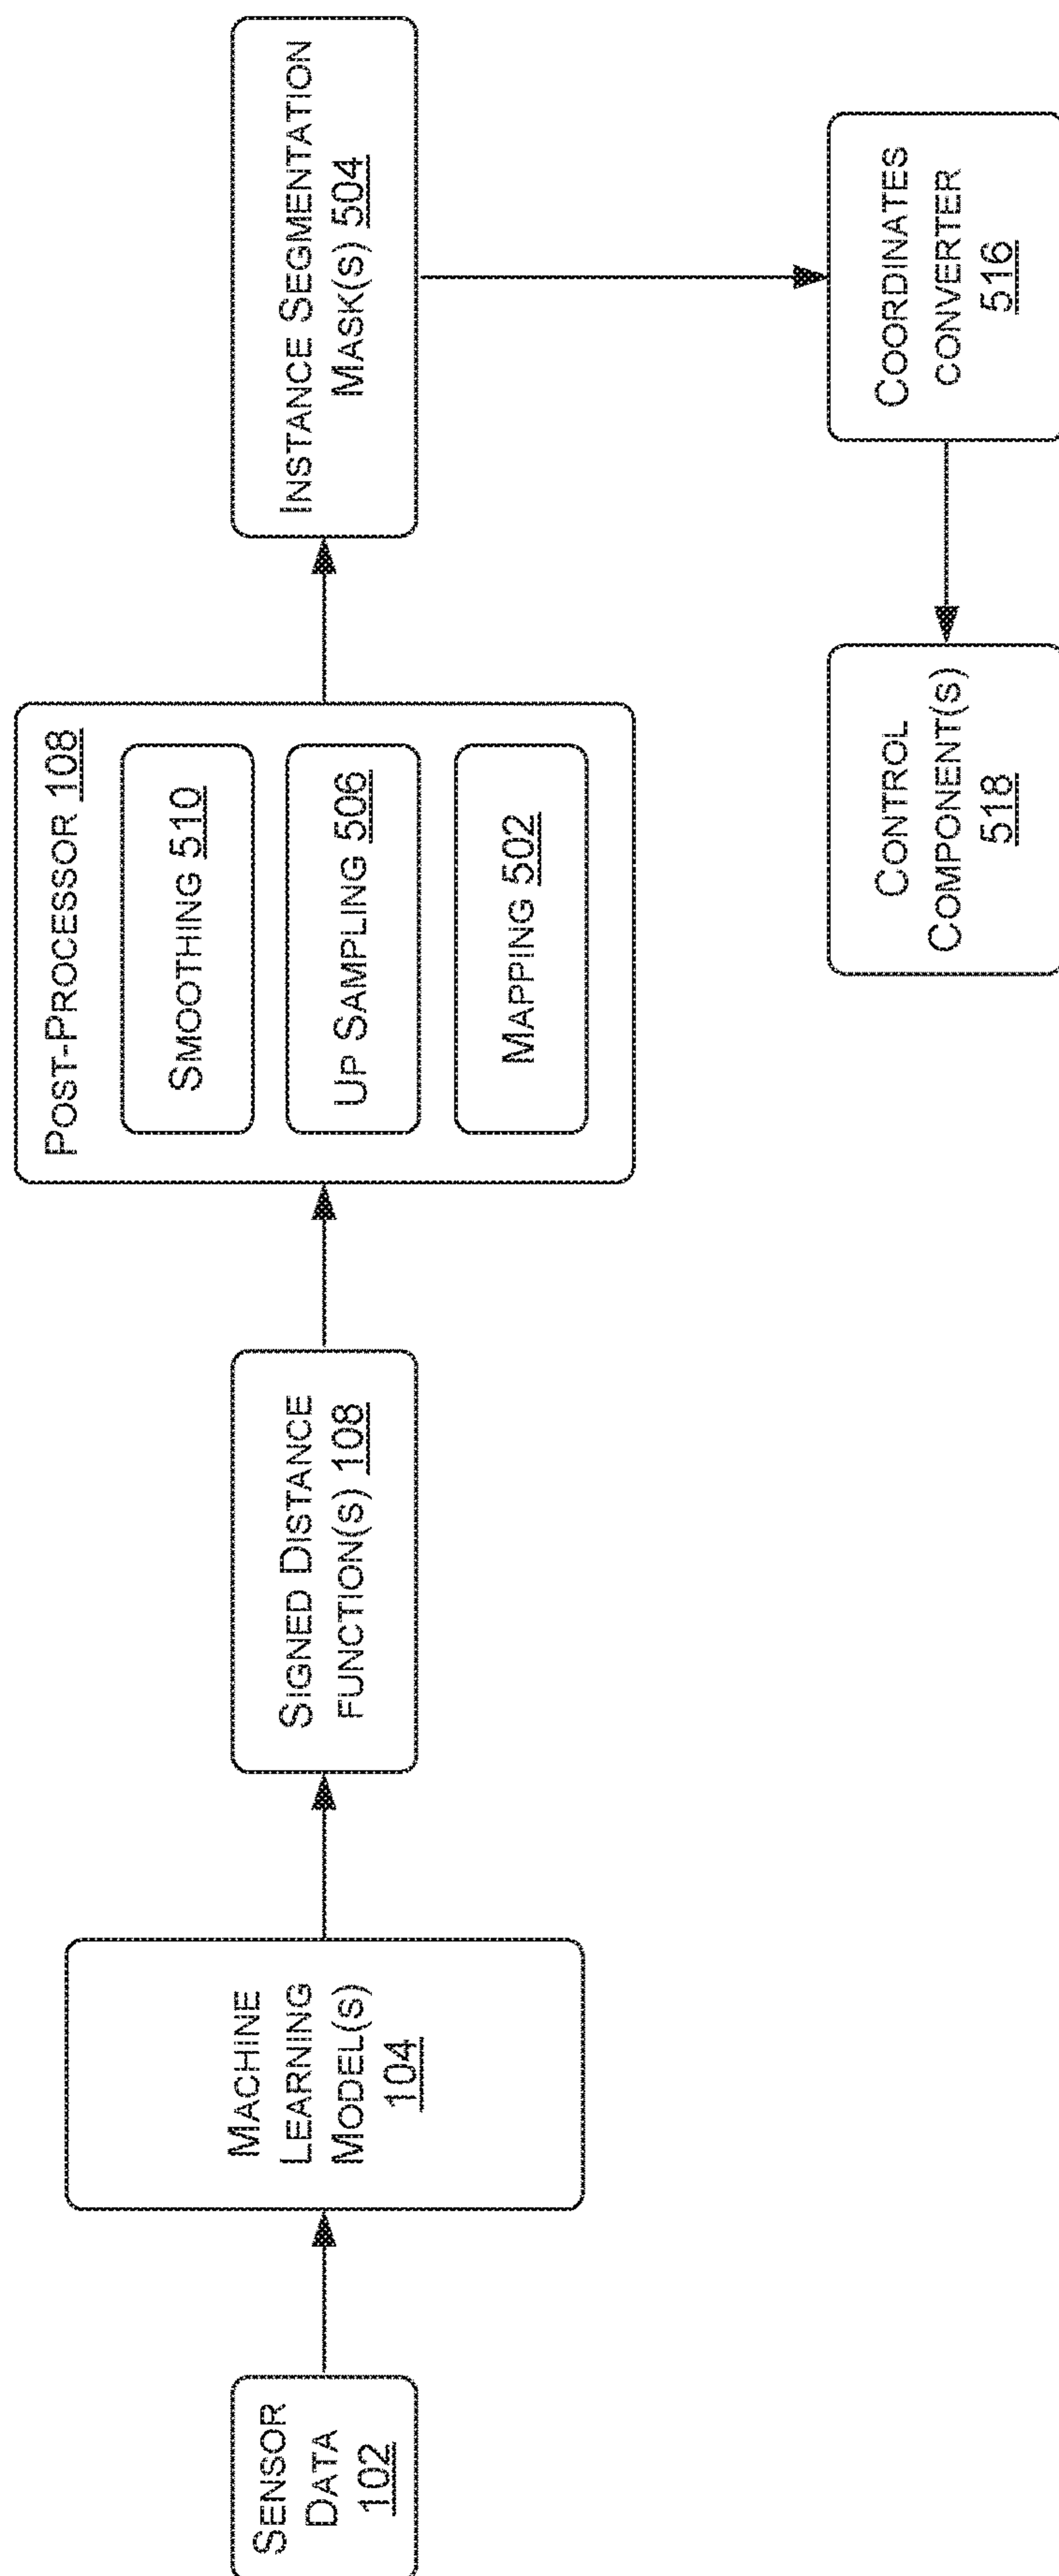 SENSOR
DATA
102
MACHINE
LEARNING
MODEL(S)
104
SIGNED DISTANCE
FUNCTION(S) 108
POST-PROCESSOR 108
SMOOTHING 510
UP SAMPLING 506
MAPPING 502
INSTANCE SEGMENTATION
MASK(S) 504
COORDINATES
CONVERTER
516
CONTROL
COMPONENT(S)
518